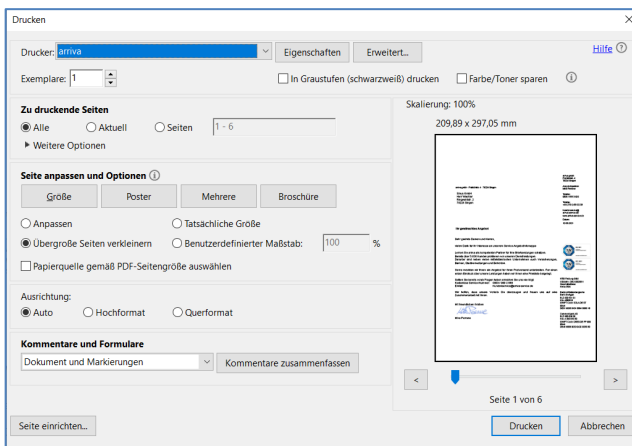 Drucken
Drucker: arriva Eigenschaften Erweitert... Hilfe
Exemplare: 1 In Graustufen (schwarzweiß) drucken Farbe/Toner sparen
Zu druckende Seiten
Alle Aktuell Seiten 1 - 6
Weitere Optionen
Seite anpassen und Optionen
Größe Poster Mehrere Broschüre
Anpassen Tatsächliche Größe
Übergroße Seiten verkleinern Benutzerdefinierter Maßstab: 100 %
Papierquelle gemäß PDF-Seitengröße auswählen
Ausrichtung:
Auto Hochformat Querformat
Kommentare und Formulare
Dokument und Markierungen Kommentare zusammenfassen
Skalierung: 100%
209,89 x 297,05 mm
< >
Seite 1 von 6
Seite einrichten... Drucken Abbrechen